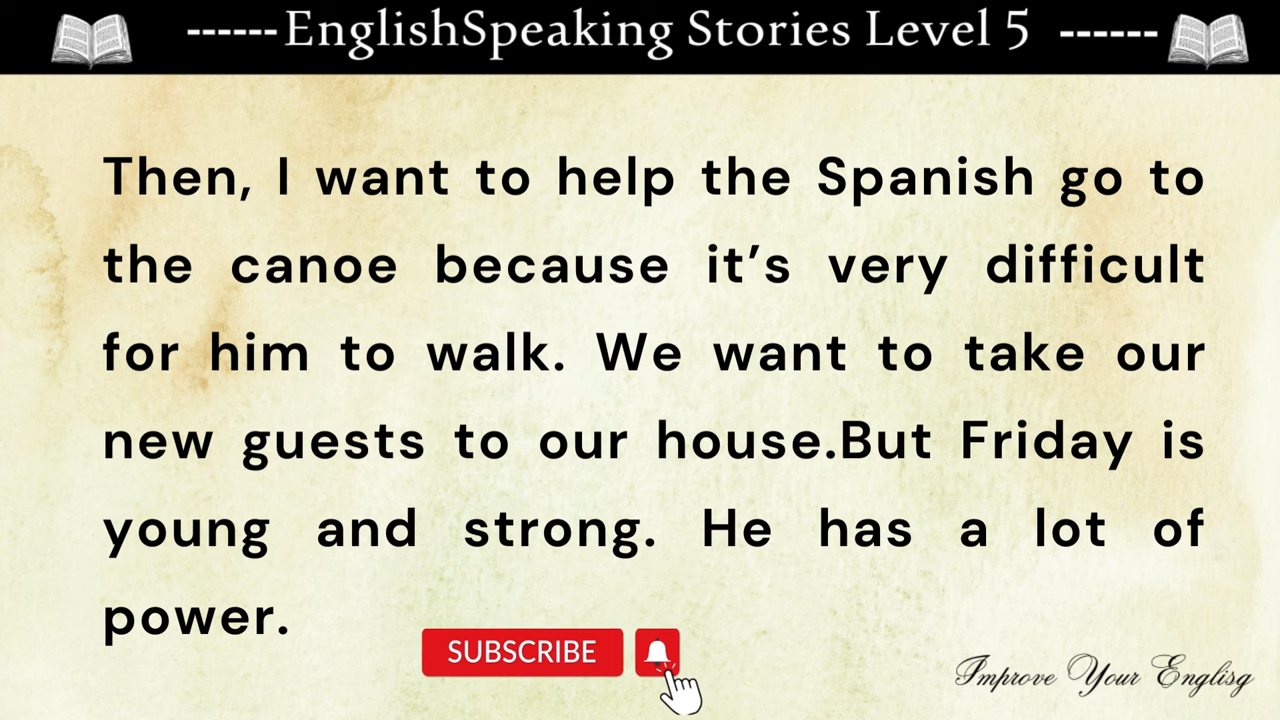 ------EnglishSpeaking Stories Level 5 ------
Then, I want to help the Spanish go to
the canoe because it’s very difficult
for him to walk. We want to take our
new guests to our house.But Friday is
young and strong. He has a lot of
power.
SUBSCRIBE
Improve Your Englisg